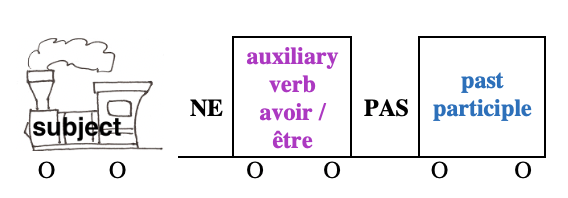 subject
NE
auxiliary
verb
avoir /
être
PAS
past
participle
O O O O O O